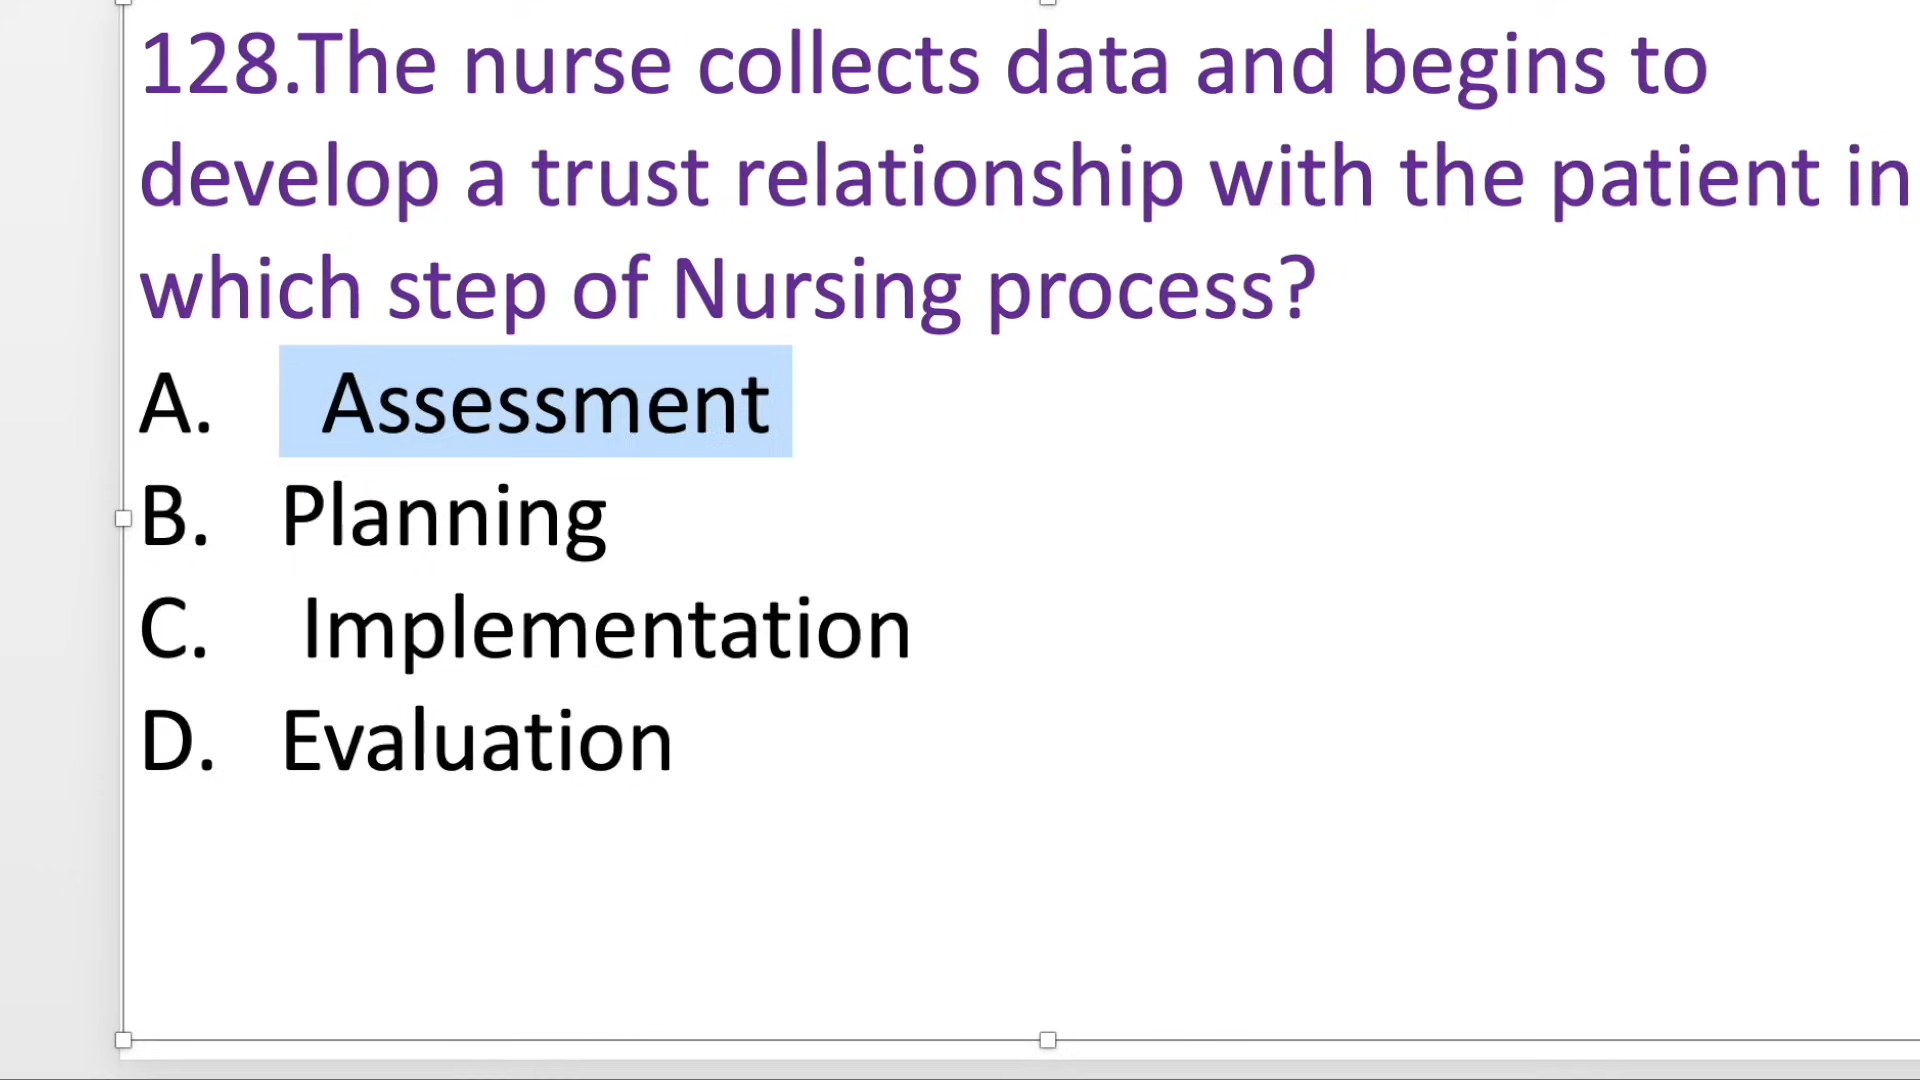 128.The nurse collects data and begins to
develop a trust relationship with the patient in
which step of Nursing process?
A. Assessment
B. Planning
C. Implementation
D. Evaluation